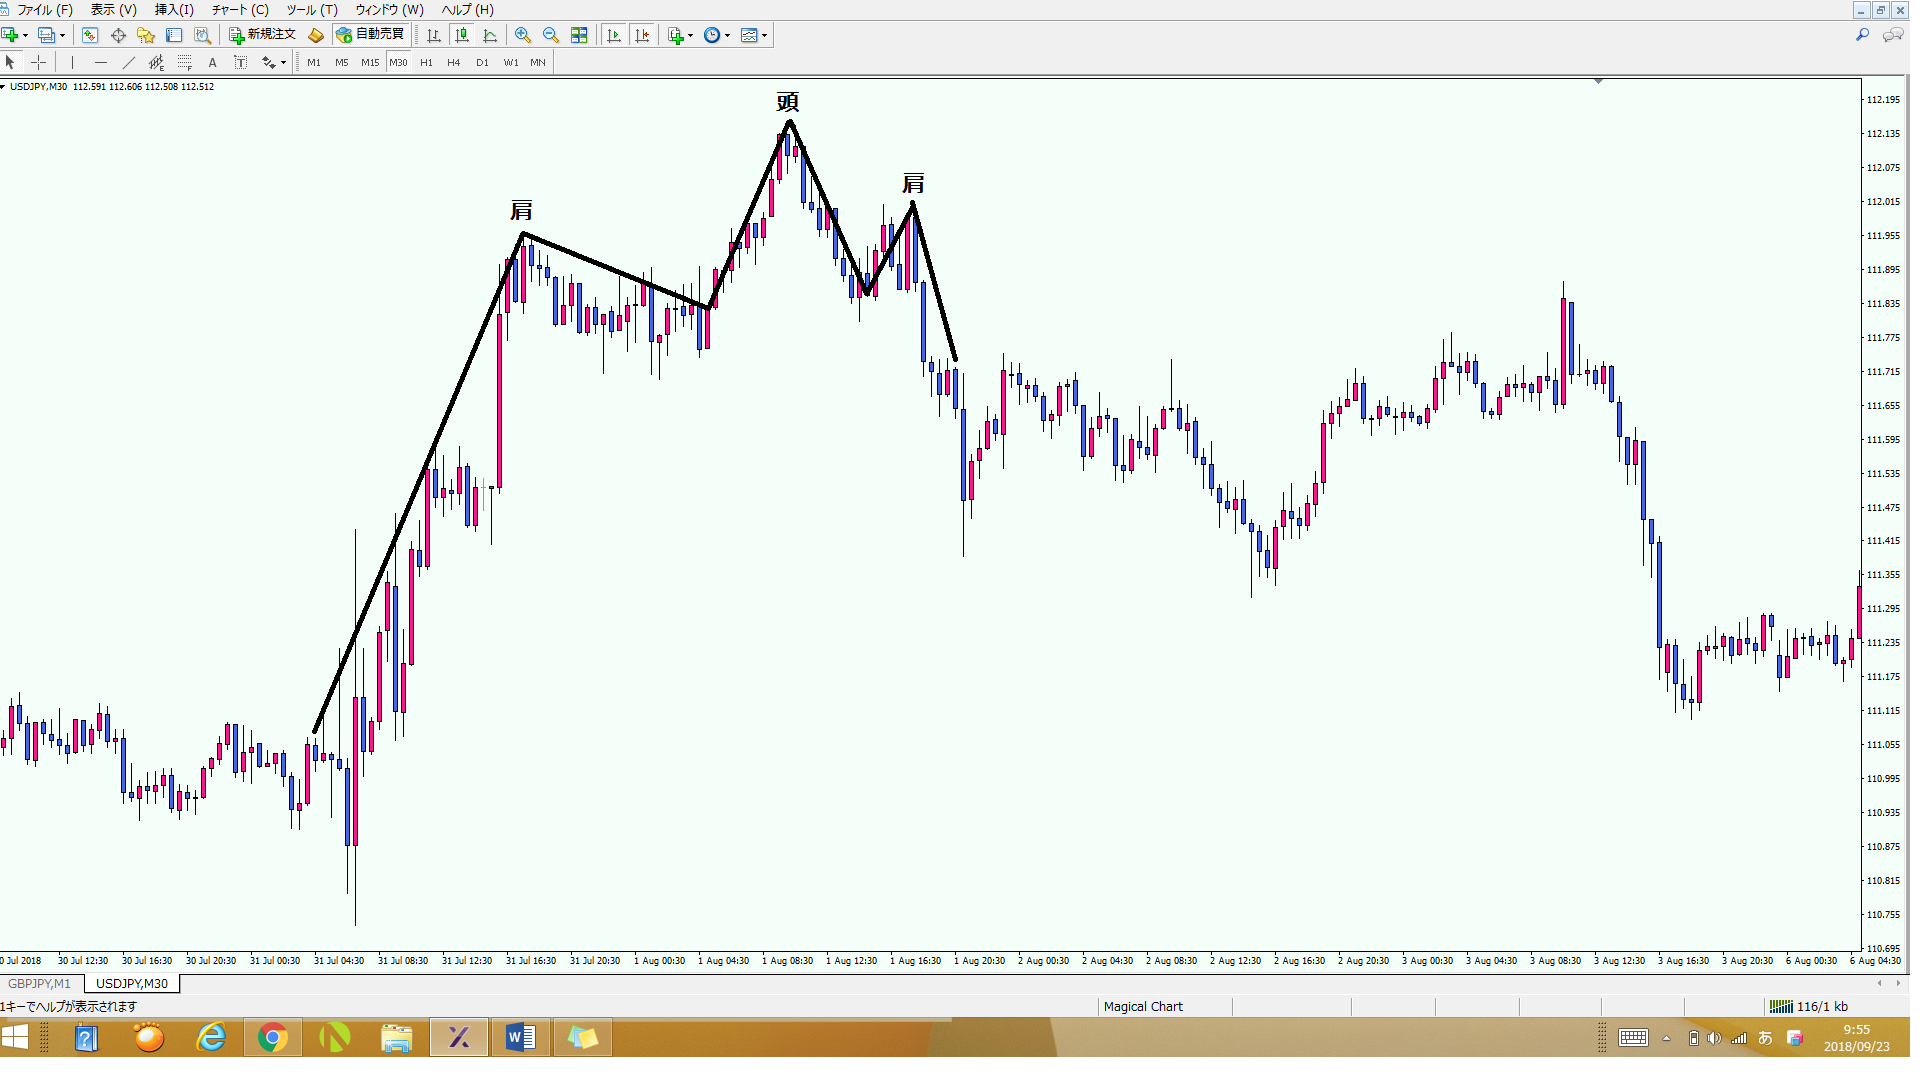 ファイル (F) 表示 (V) 挿入(I) チャート (C) ツール (T) ウィンドウ (W) ヘルプ (H)
新規注文 自動売買
A T M1 M5 M15 M30 H1 H4 D1 W1 MN
USDJPY,M30 112.591 112.606 112.508 112.512
頭
肩
肩
112.195
112.135
112.075
112.015
111.955
111.895
111.835
111.775
111.715
111.655
111.595
111.535
111.475
111.415
111.355
111.295
111.235
111.175
111.115
111.055
110.995
110.935
110.875
110.815
110.755
110.695
0 Jul 2018 30 Jul 12:30 30 Jul 16:30 30 Jul 20:30 31 Jul 00:30 31 Jul 04:30 31 Jul 08:30 31 Jul 12:30 31 Jul 16:30 31 Jul 20:30 1 Aug 00:30 1 Aug 04:30 1 Aug 08:30 1 Aug 12:30 1 Aug 16:30 1 Aug 20:30 2 Aug 00:30 2 Aug 04:30 2 Aug 08:30 2 Aug 12:30 2 Aug 16:30 2 Aug 20:30 3 Aug 00:30 3 Aug 04:30 3 Aug 08:30 3 Aug 12:30 3 Aug 16:30 3 Aug 20:30 6 Aug 00:30 6 Aug 04:30
GBPJPY,M1 USDJPY,M30
1キーでヘルプが表示されます Magical Chart 116/1 kb
あ 9:55
2018/09/23